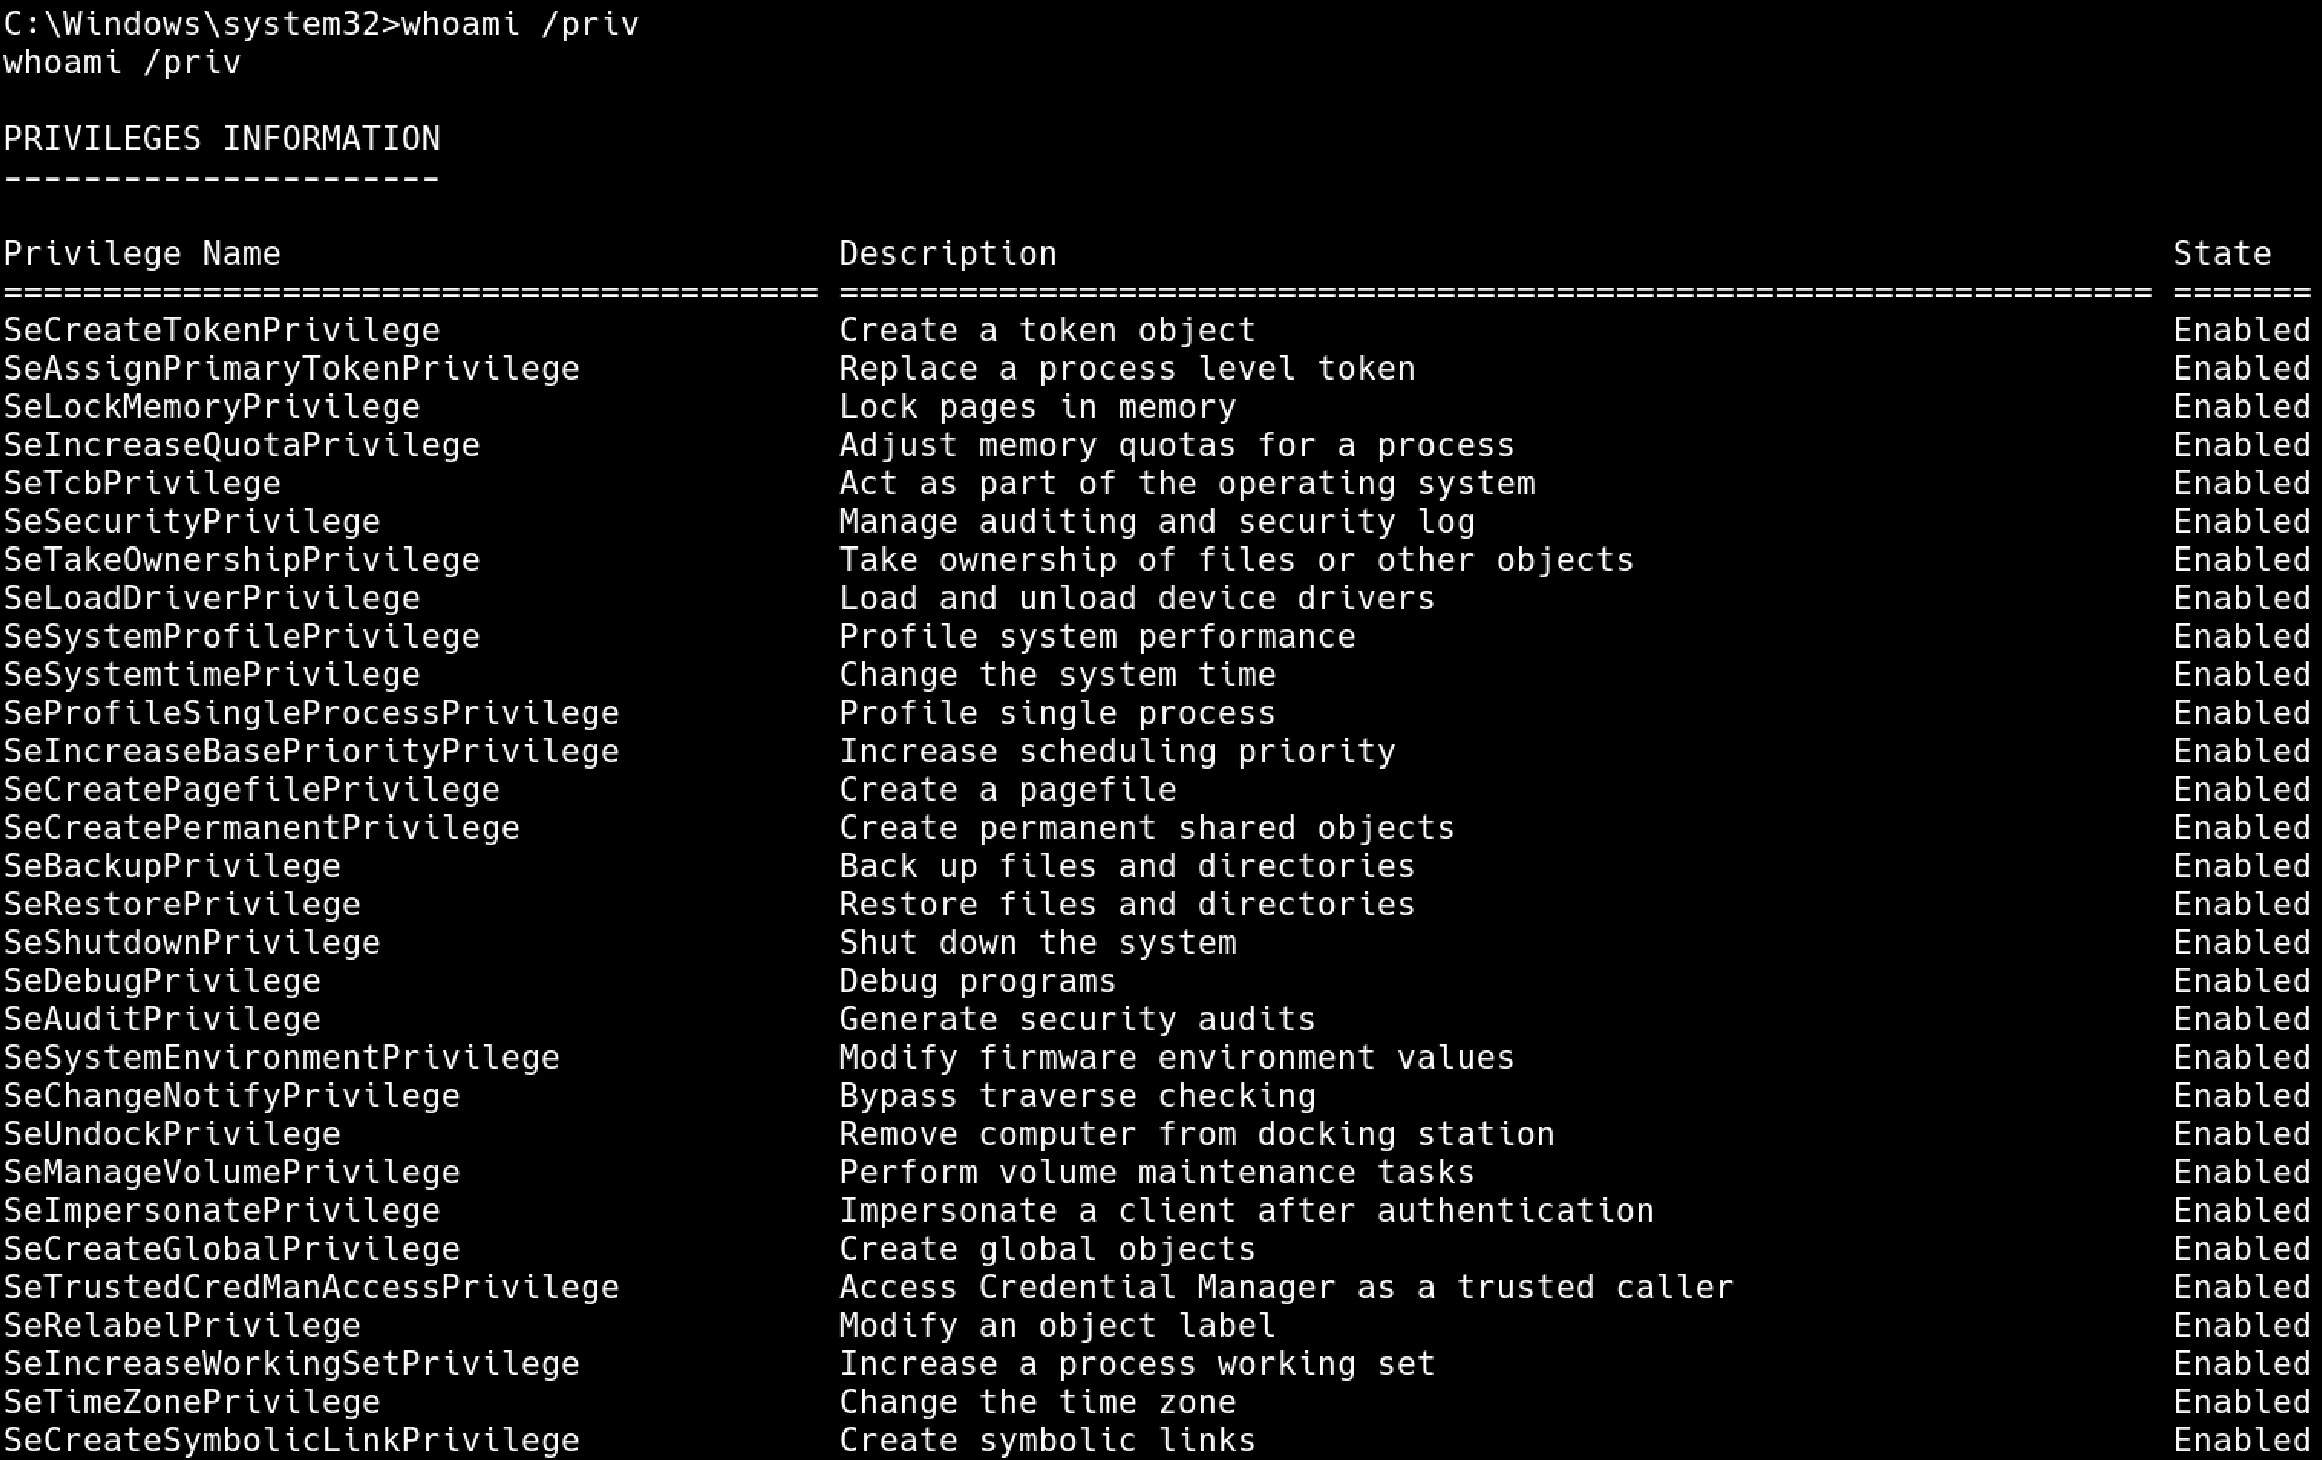 C:\Windows\system32>whoami /priv
whoami /priv
PRIVILEGES INFORMATION
----------------------
Privilege Name                            Description                                                        State
========================================= ================================================================== =======
SeCreateTokenPrivilege                    Create a token object                                              Enabled
SeAssignPrimaryTokenPrivilege             Replace a process level token                                      Enabled
SeLockMemoryPrivilege                     Lock pages in memory                                               Enabled
SeIncreaseQuotaPrivilege                  Adjust memory quotas for a process                                 Enabled
SeTcbPrivilege                            Act as part of the operating system                                Enabled
SeSecurityPrivilege                       Manage auditing and security log                                   Enabled
SeTakeOwnershipPrivilege                  Take ownership of files or other objects                           Enabled
SeLoadDriverPrivilege                     Load and unload device drivers                                     Enabled
SeSystemProfilePrivilege                  Profile system performance                                         Enabled
SeSystemtimePrivilege                     Change the system time                                             Enabled
SeProfileSingleProcessPrivilege           Profile single process                                             Enabled
SeIncreaseBasePriorityPrivilege           Increase scheduling priority                                       Enabled
SeCreatePagefilePrivilege                 Create a pagefile                                                  Enabled
SeCreatePermanentPrivilege                Create permanent shared objects                                    Enabled
SeBackupPrivilege                         Back up files and directories                                      Enabled
SeRestorePrivilege                        Restore files and directories                                      Enabled
SeShutdownPrivilege                       Shut down the system                                               Enabled
SeDebugPrivilege                          Debug programs                                                     Enabled
SeAuditPrivilege                          Generate security audits                                           Enabled
SeSystemEnvironmentPrivilege              Modify firmware environment values                                 Enabled
SeChangeNotifyPrivilege                   Bypass traverse checking                                           Enabled
SeUndockPrivilege                         Remove computer from docking station                               Enabled
SeManageVolumePrivilege                   Perform volume maintenance tasks                                   Enabled
SeImpersonatePrivilege                    Impersonate a client after authentication                          Enabled
SeCreateGlobalPrivilege                   Create global objects                                              Enabled
SeTrustedCredManAccessPrivilege           Access Credential Manager as a trusted caller                      Enabled
SeRelabelPrivilege                        Modify an object label                                             Enabled
SeIncreaseWorkingSetPrivilege             Increase a process working set                                     Enabled
SeTimeZonePrivilege                       Change the time zone                                               Enabled
SeCreateSymbolicLinkPrivilege             Create symbolic links                                              Enabled